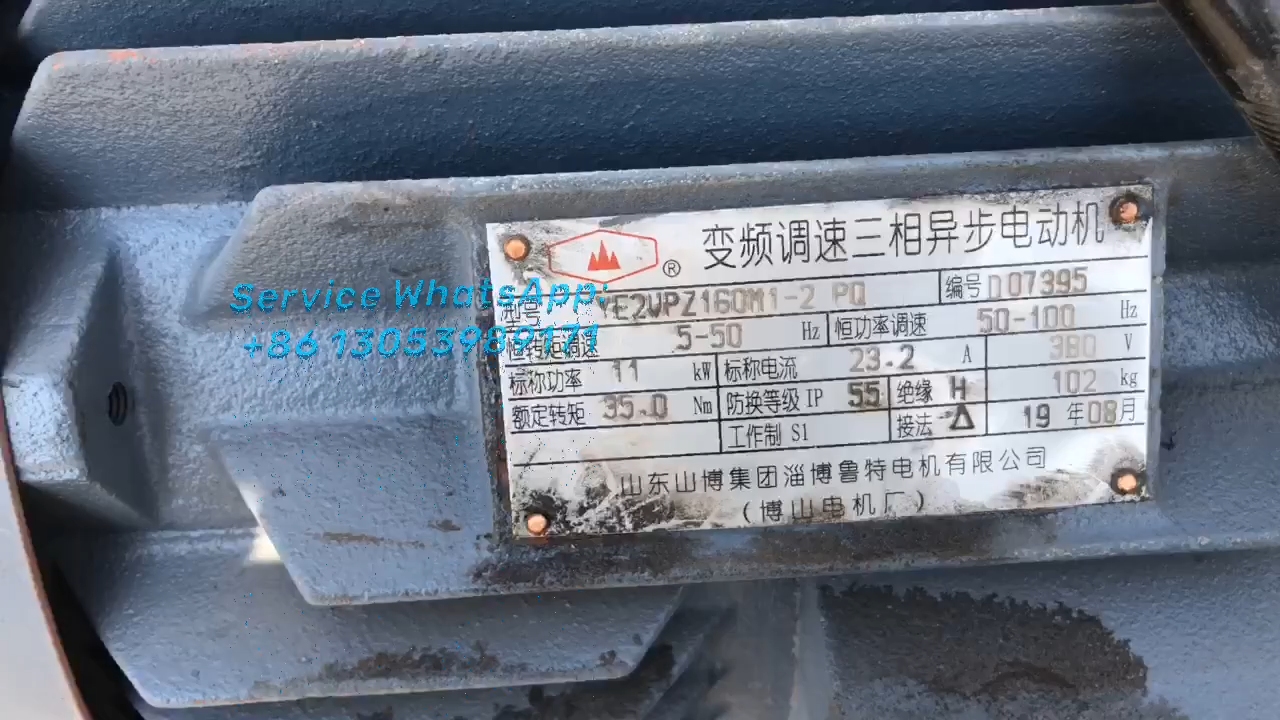 ® 变频调速三相异步电动机
型号 YE2VPZ160M1-2 PQ 编号 D07395
恒转矩调速 5-50 Hz 恒功率调速 50-100 Hz
标称功率 11 kW 标称电流 23.2 A 380 V
额定转矩 35.0 Nm 防换等级 IP 55 绝缘 H 102 kg
工作制 S1 接法 Δ 19 年 08 月
山东山博集团淄博鲁特电机有限公司
(博山电机厂)
Service WhatsApp:
+86 13053989171